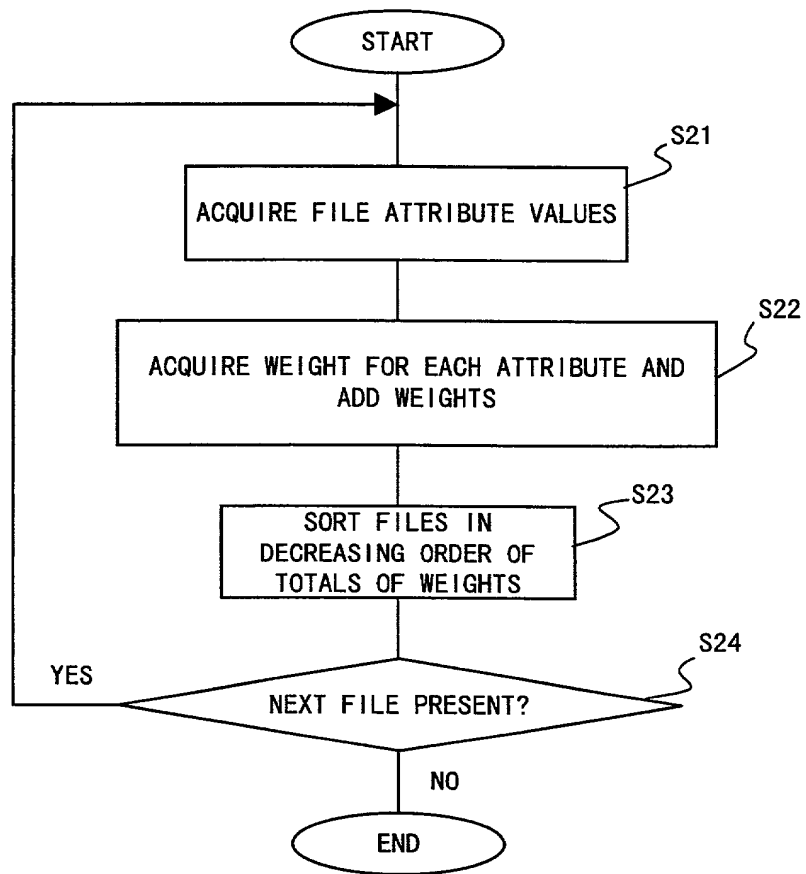 START
S21
ACQUIRE FILE ATTRIBUTE VALUES
S22
ACQUIRE WEIGHT FOR EACH ATTRIBUTE AND
ADD WEIGHTS
S23
SORT FILES IN
DECREASING ORDER OF
TOTALS OF WEIGHTS
S24
YES
NEXT FILE PRESENT?
NO
END